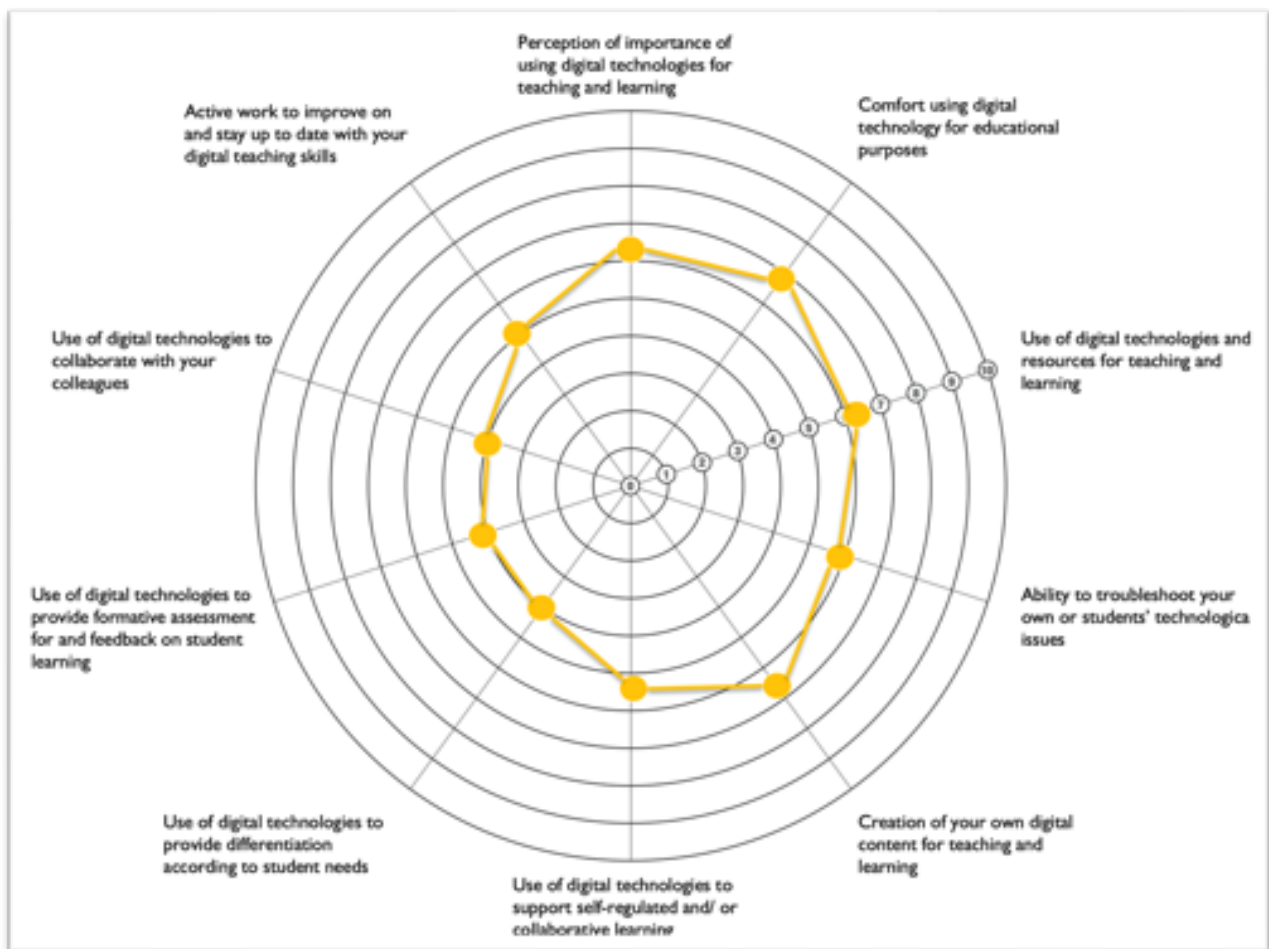 Perception of importance of
using digital technologies for
teaching and learning
Comfort using digital
technology for educational
purposes
Active work to improve on
and stay up to date with your
digital teaching skills
Use of digital technologies to
collaborate with your
colleagues
Use of digital technologies and
resources for teaching and
learning
10
9
8
7
5
4
3
2
1
0
Use of digital technologies to
provide formative assessment
for and feedback on student
learning
Ability to troubleshoot your
own or students' technologica
issues
Use of digital technologies to
provide differentiation
according to student needs
Creation of your own digital
content for teaching and
learning
Use of digital technologies to
support self-regulated and/ or
collaborative learning